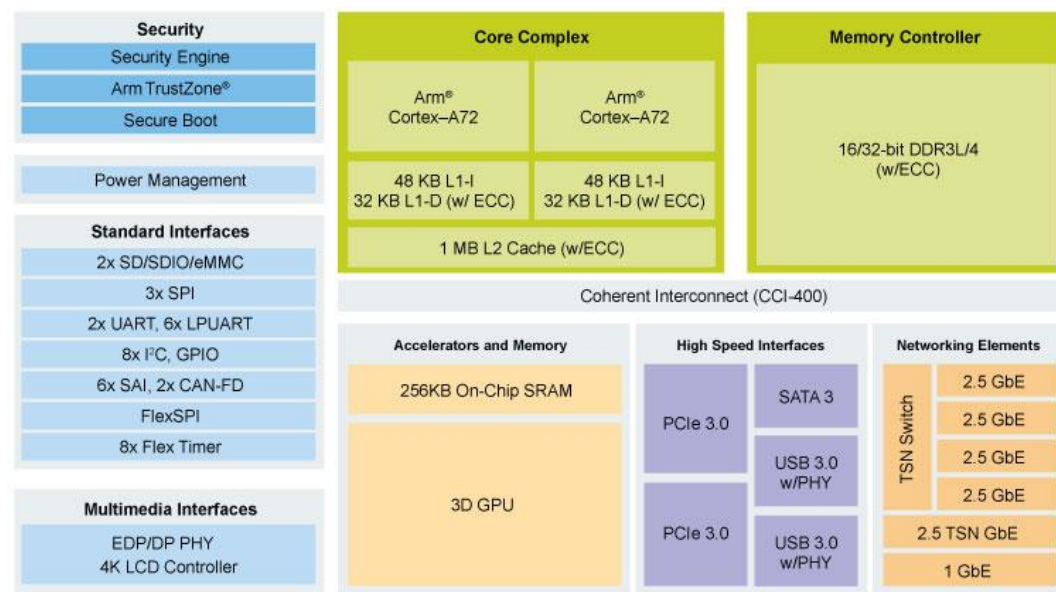 Security
Security Engine
Arm TrustZone®
Secure Boot
Power Management
Standard Interfaces
2x SD/SDIO/eMMC
3x SPI
2x UART, 6x LPUART
8x I²C, GPIO
6x SAI, 2x CAN-FD
FlexSPI
8x Flex Timer
Multimedia Interfaces
EDP/DP PHY
4K LCD Controller
Core Complex
Arm®
Cortex–A72
Arm®
Cortex–A72
48 KB L1-I
32 KB L1-D (w/ ECC)
48 KB L1-I
32 KB L1-D (w/ ECC)
1 MB L2 Cache (w/ECC)
Memory Controller
16/32-bit DDR3L/4
(w/ECC)
Coherent Interconnect (CCI-400)
Accelerators and Memory
256KB On-Chip SRAM
3D GPU
High Speed Interfaces
PCIe 3.0
PCIe 3.0
SATA 3
USB 3.0
w/PHY
USB 3.0
w/PHY
Networking Elements
TSN Switch
2.5 GbE
2.5 GbE
2.5 GbE
2.5 GbE
2.5 TSN GbE
1 GbE